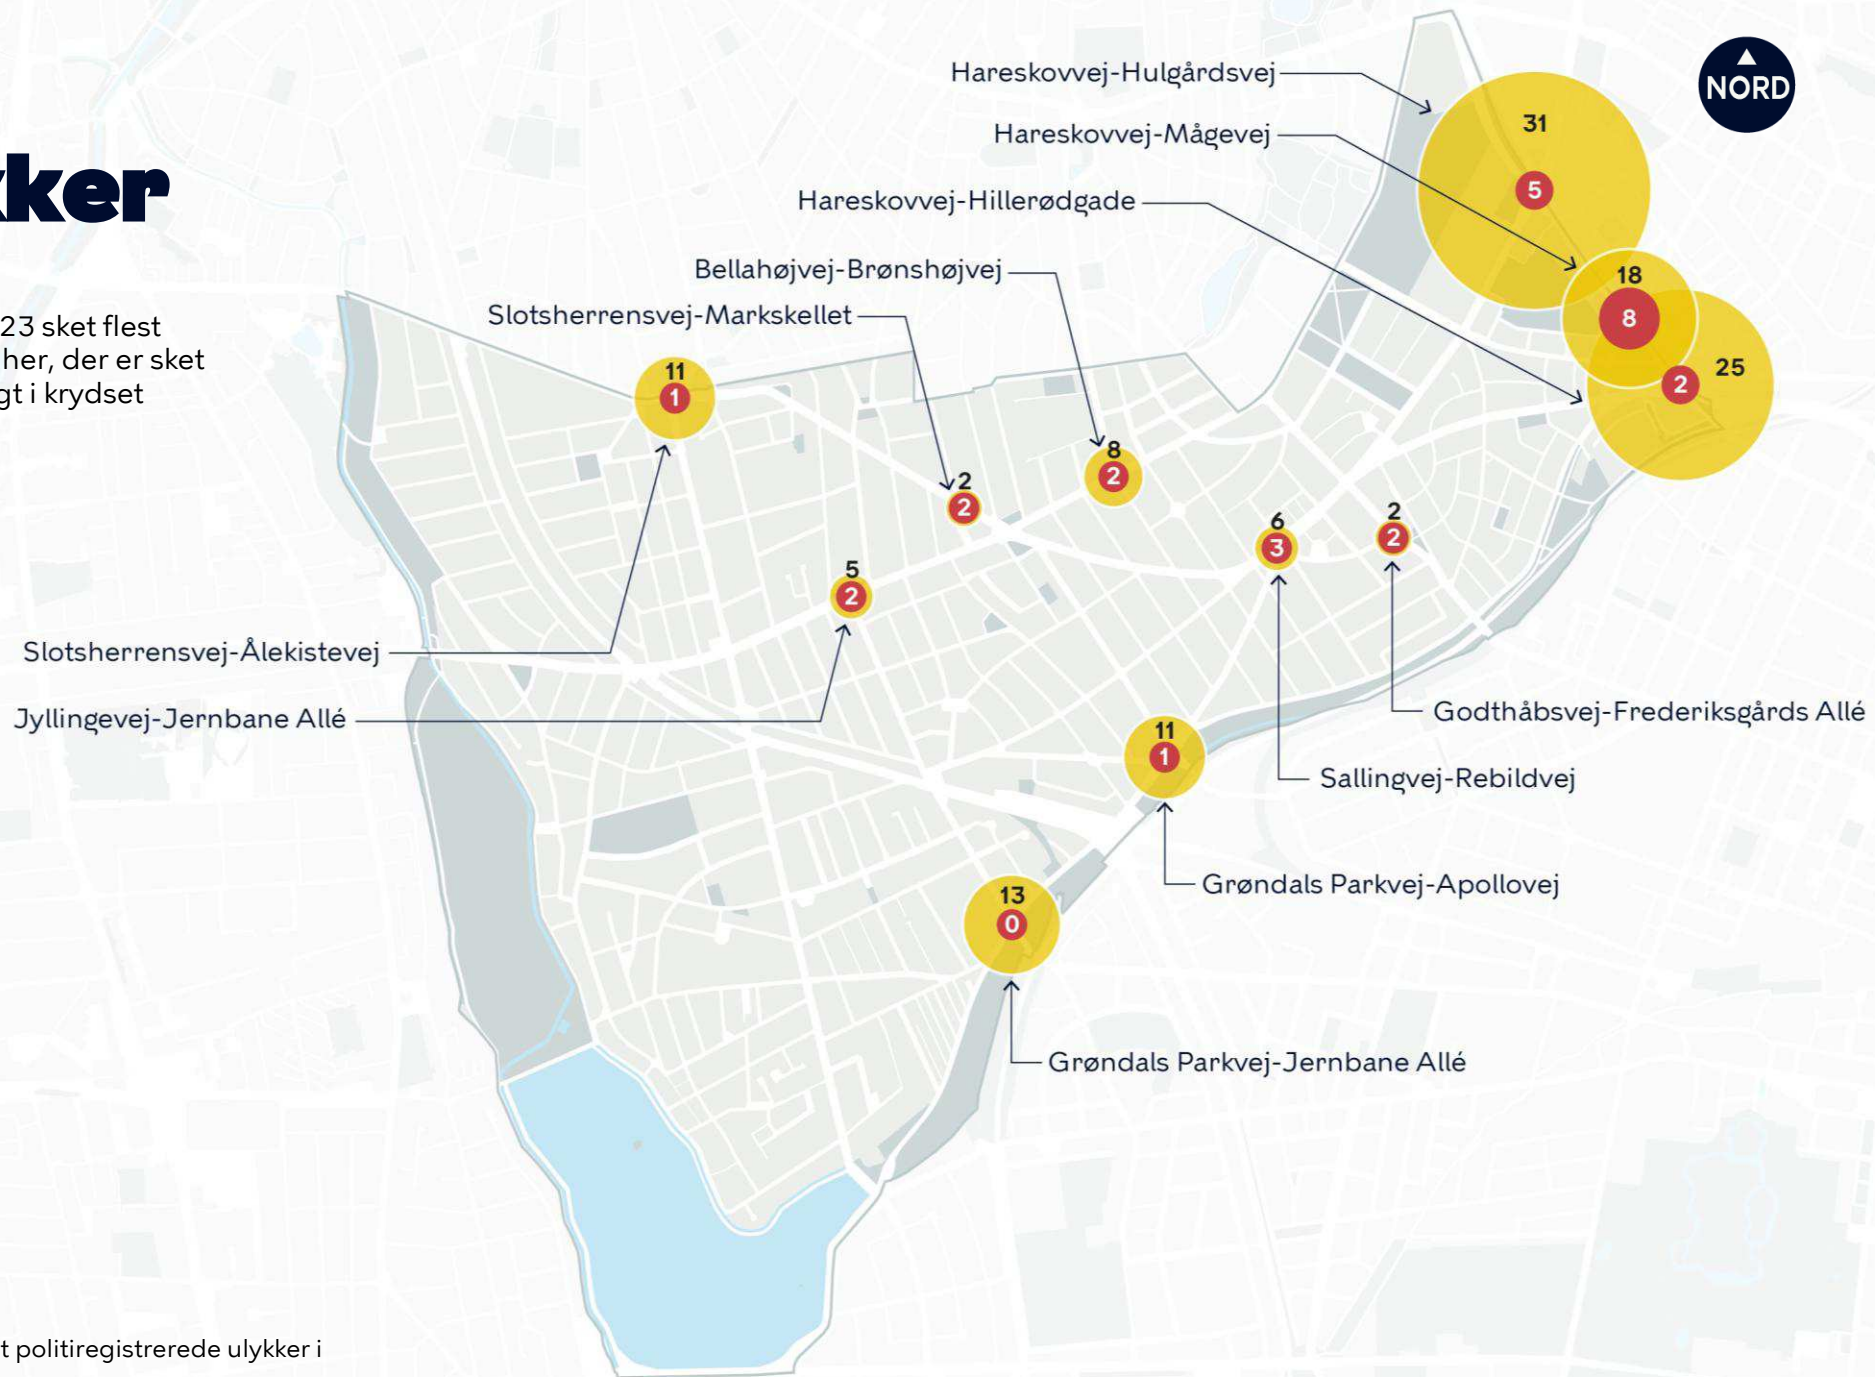 NORD
Hareskovvej-Hulgårdsvej
31
5
Hareskovvej-Mågevej
18
8
Hareskovvej-Hillerødgade
25
2
Bellahøjvej-Brønshøjvej
8
2
Slotsherrensvej-Markskellet
2
2
ker
23 sket flest
her, der er sket
gt i krydset
11
1
6
3
2
2
5
2
Slotsherrensvej-Ålekistevej
Jyllingevej-Jernbane Allé
Godthåbsvej-Frederiksgårds Allé
11
1
Sallingvej-Rebildvej
Grøndals Parkvej-Apollovej
13
0
Grøndals Parkvej-Jernbane Allé
t politiregistrerede ulykker i